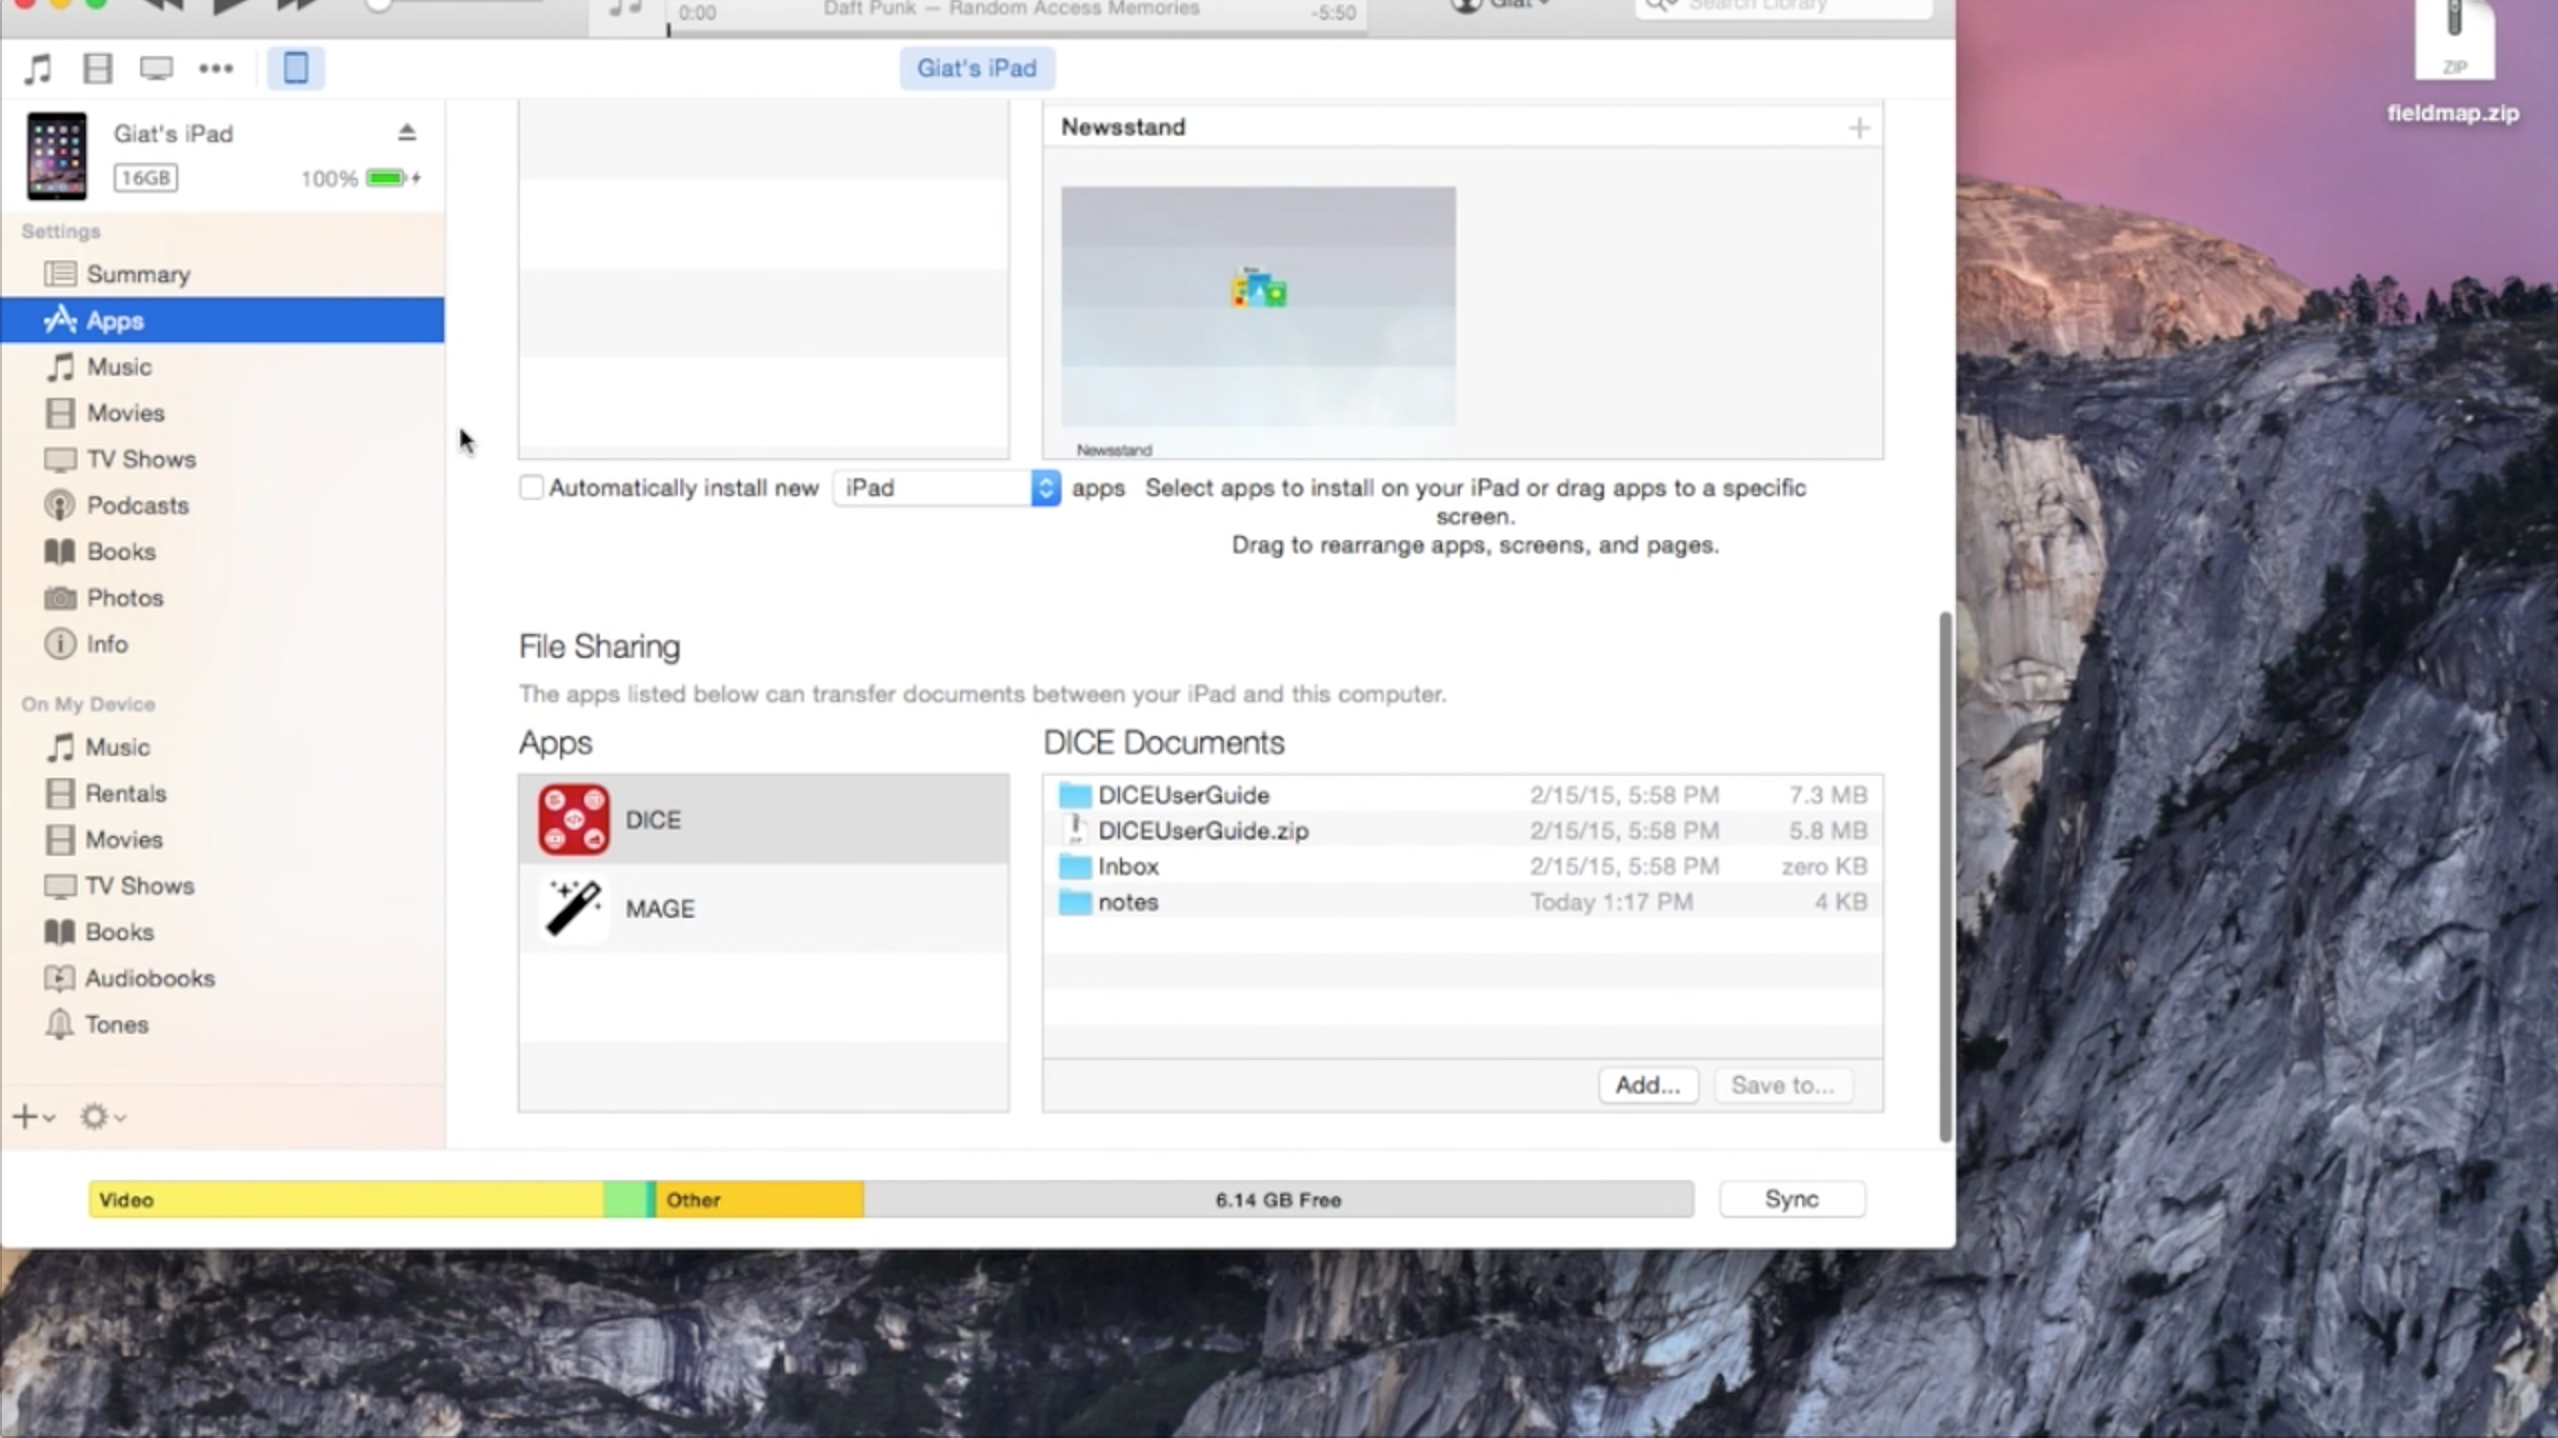 0:00
Daft Punk — Random Access Memories
-5:50
Giat
Search Library
ZIP
fieldmap.zip
Giat's iPad
Giat's iPad
16GB
100%
Settings
Summary
Apps
Music
Movies
TV Shows
Podcasts
Books
Photos
Info
On My Device
Music
Rentals
Movies
TV Shows
Books
Audiobooks
Tones
Newsstand
Newsstand
Automatically install new iPad apps
Select apps to install on your iPad or drag apps to a specific
screen.
Drag to rearrange apps, screens, and pages.
File Sharing
The apps listed below can transfer documents between your iPad and this computer.
Apps
DICE
MAGE
DICE Documents
DICEUserGuide 2/15/15, 5:58 PM 7.3 MB
DICEUserGuide.zip 2/15/15, 5:58 PM 5.8 MB
Inbox 2/15/15, 5:58 PM zero KB
notes Today 1:17 PM 4 KB
Add...
Save to...
Video
Other
6.14 GB Free
Sync